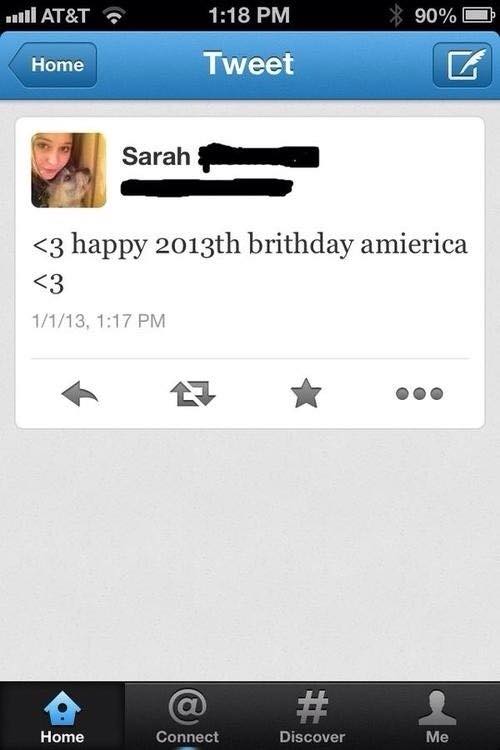 AT&T 1:18 PM 90%
Home Tweet
Sarah
<3 happy 2013th brithday amierica
<3
1/1/13, 1:17 PM
Home Connect Discover Me